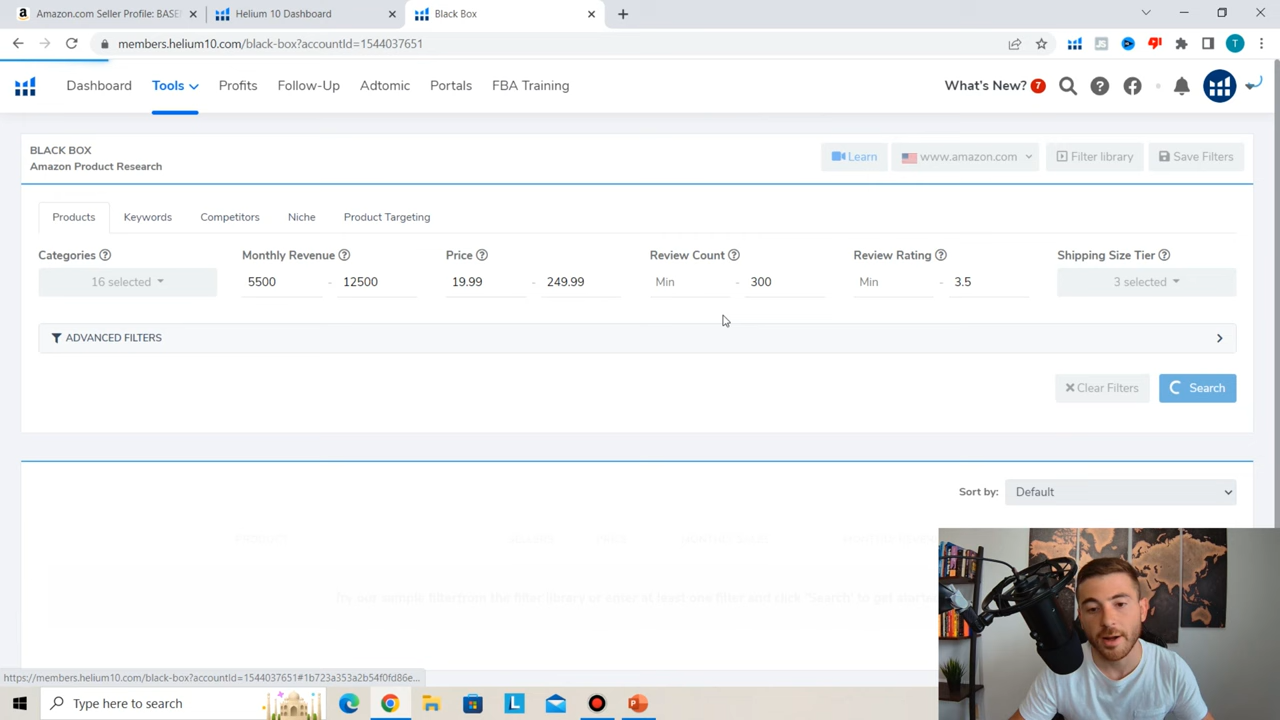 Amazon.com Seller Profile: BASE
Helium 10 Dashboard
Black Box
members.helium10.com/black-box?accountId=1544037651
Dashboard
Tools
Profits
Follow-Up
Adtomic
Portals
FBA Training
What's New? 7
BLACK BOX
Amazon Product Research
Learn
www.amazon.com
Filter library
Save Filters
Products
Keywords
Competitors
Niche
Product Targeting
Categories
Monthly Revenue
Price
Review Count
Review Rating
Shipping Size Tier
16 selected
5500 - 12500
19.99 - 249.99
Min - 300
Min - 3.5
3 selected
ADVANCED FILTERS
Clear Filters
Search
Sort by: Default
https://members.helium10.com/black-box?accountId=1544037651#1b723a353a2b54f0fd86e...
Type here to search